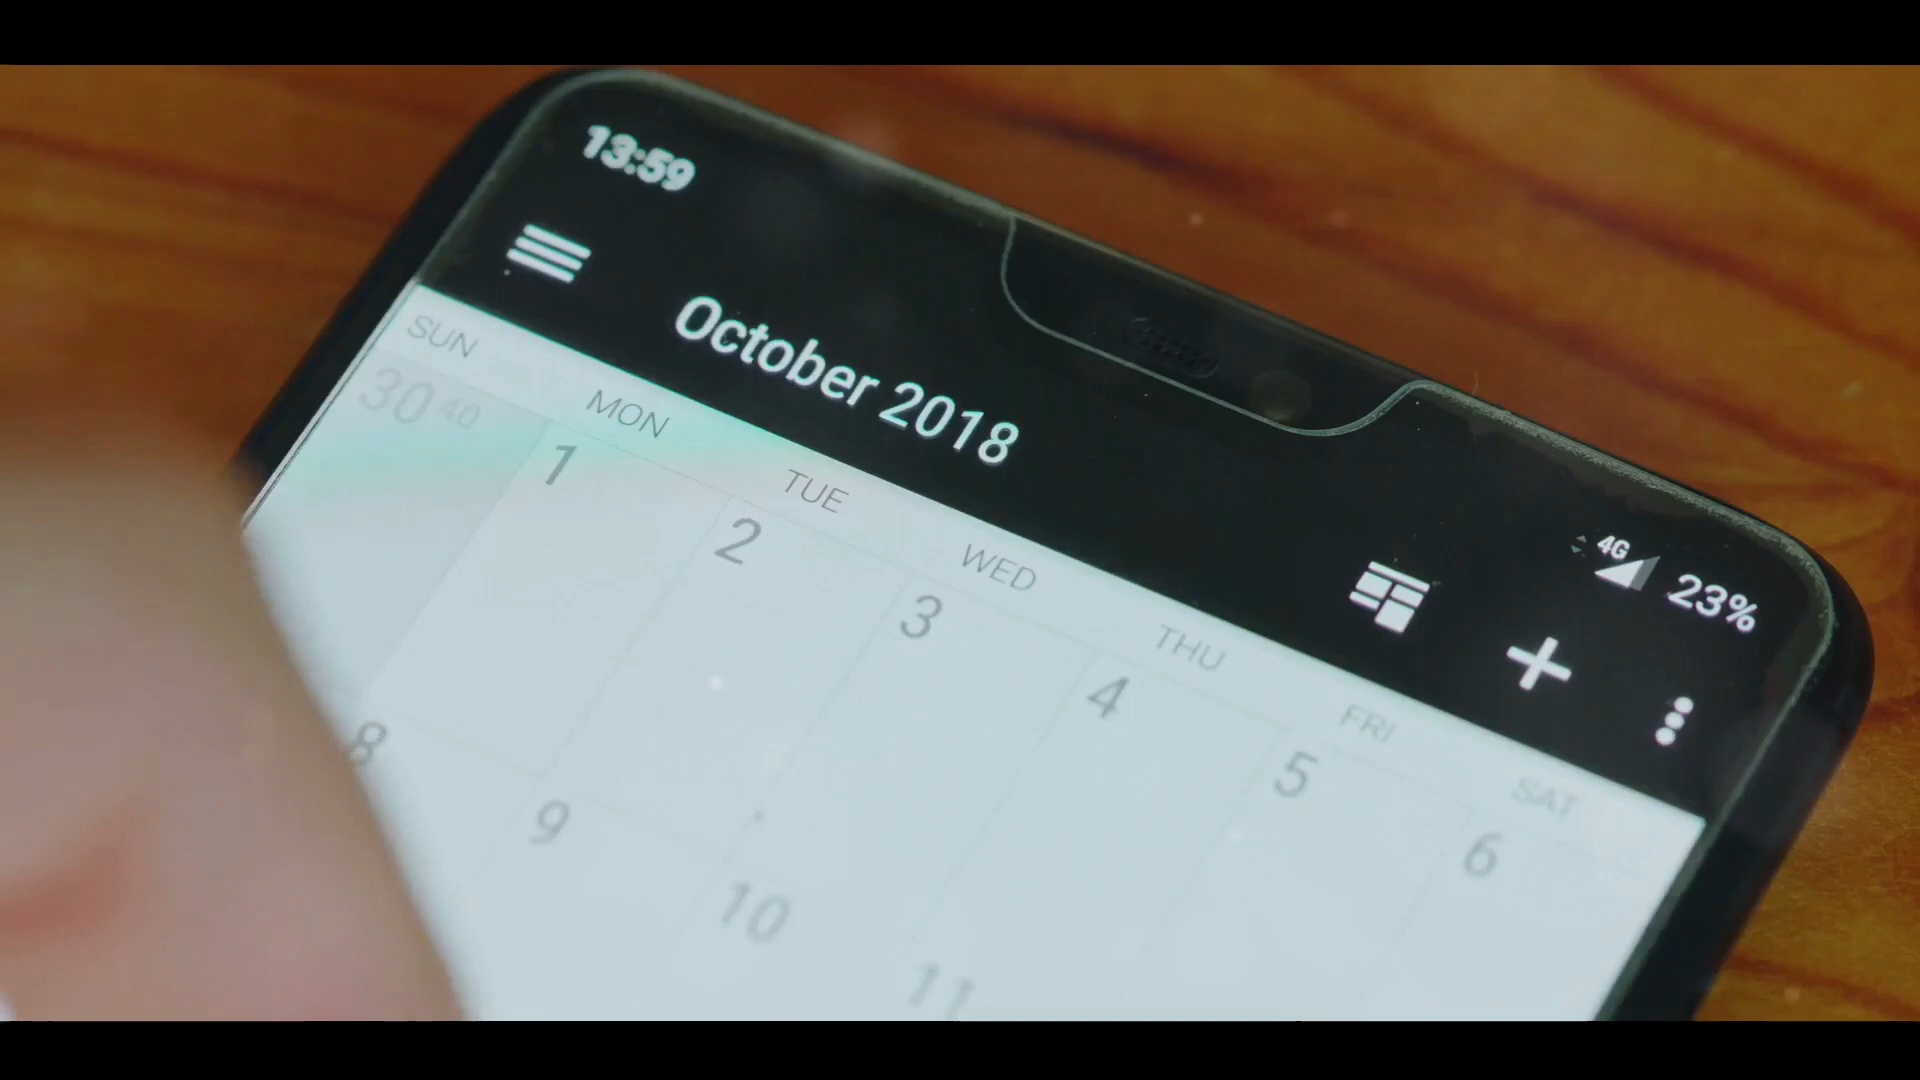 13:59
4G 23%
October 2018
SUN MON TUE WED THU FRI SAT
30 40 1 2 3 4 5 6
8 9 10 11